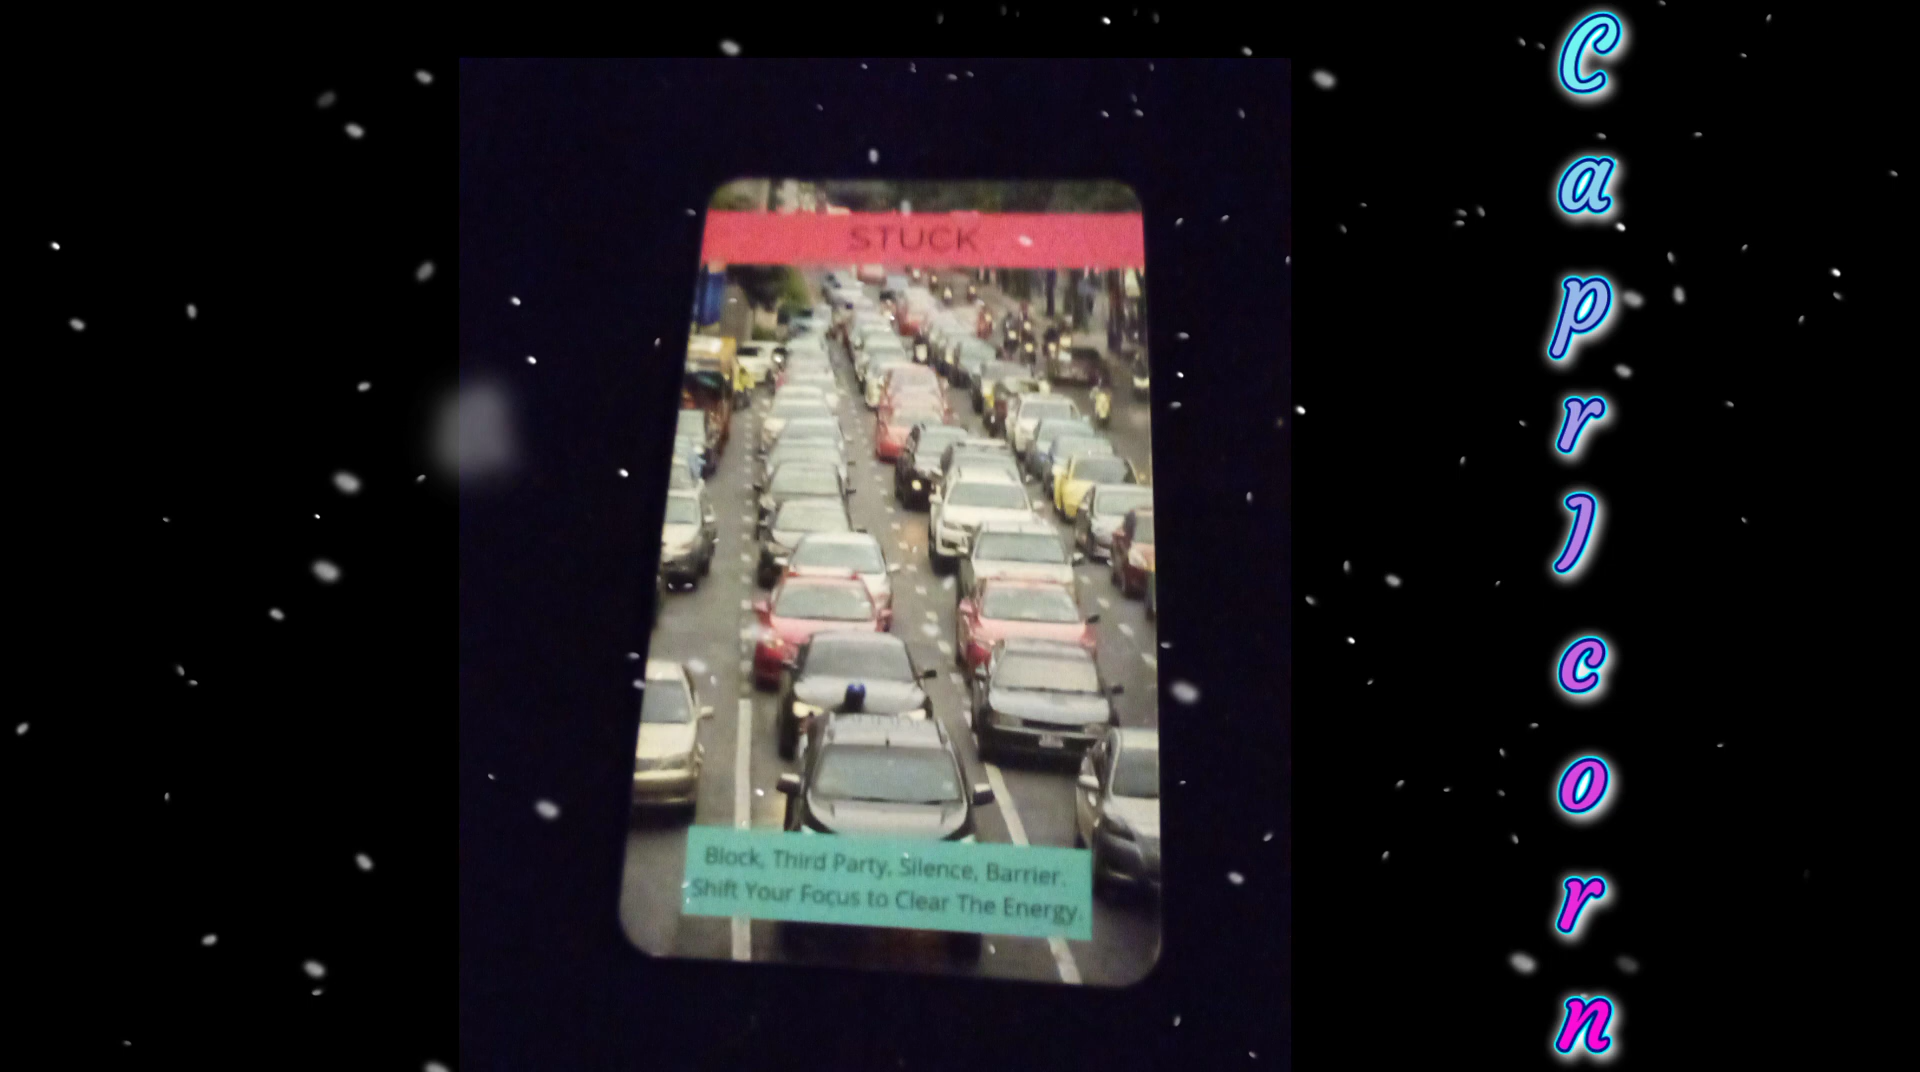 STUCK
Block, Third Party, Silence, Barrier.
Shift Your Focus to Clear The Energy.
Capricorn